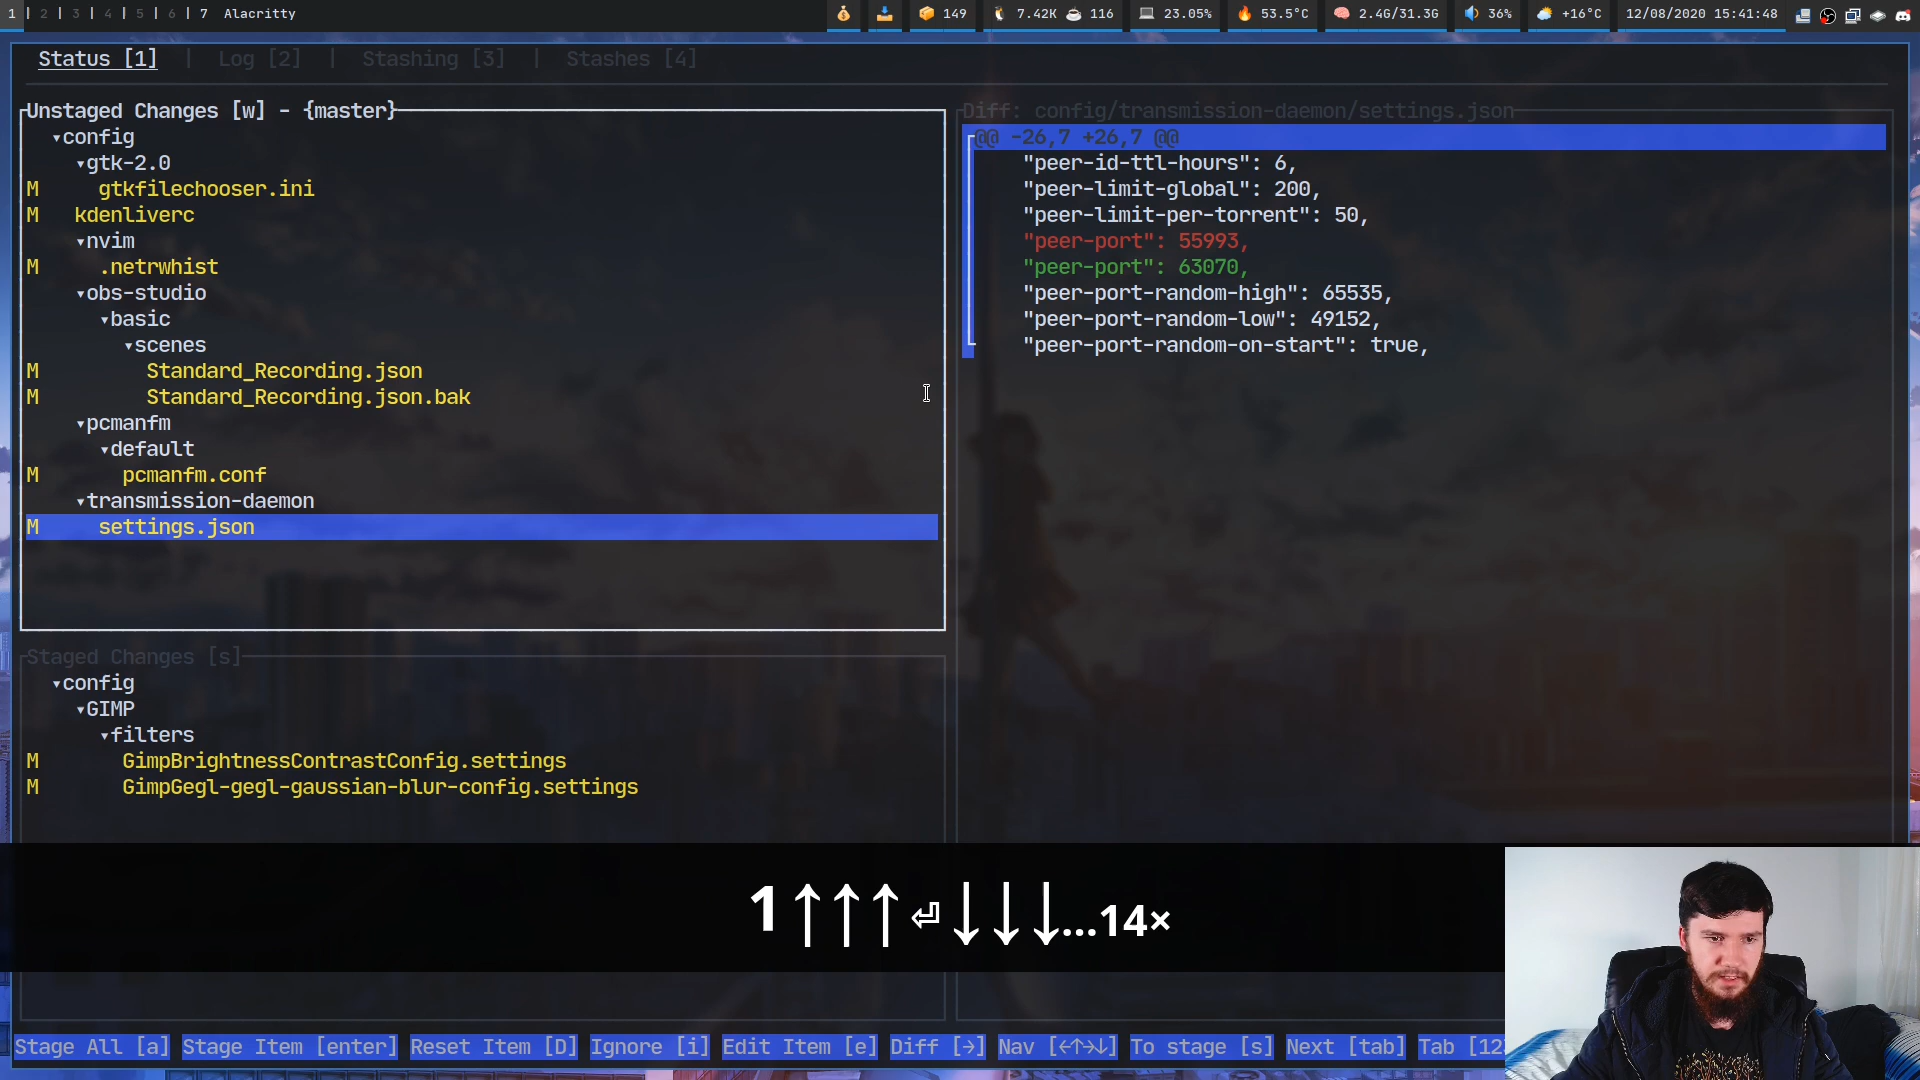 1 | 2 | 3 | 4 | 5 | 6 | 7 Alacritty
149 7.42K 116 23.05% 53.5°C 2.4G/31.3G 36% +16°C 12/08/2020 15:41:48
Status [1] | Log [2] | Stashing [3] | Stashes [4]
Unstaged Changes [w] - {master}
▾config
▾gtk-2.0
M gtkfilechooser.ini
M kdenliverc
▾nvim
M .netrwhist
▾obs-studio
▾basic
▾scenes
M Standard_Recording.json
M Standard_Recording.json.bak
▾pcmanfm
▾default
M pcmanfm.conf
▾transmission-daemon
M settings.json
Staged Changes [s]
▾config
▾GIMP
▾filters
M GimpBrightnessContrastConfig.settings
M GimpGegl-gegl-gaussian-blur-config.settings
Diff: config/transmission-daemon/settings.json
@@ -26,7 +26,7 @@
"peer-id-ttl-hours": 6,
"peer-limit-global": 200,
"peer-limit-per-torrent": 50,
"peer-port": 55993,
"peer-port": 63070,
"peer-port-random-high": 65535,
"peer-port-random-low": 49152,
"peer-port-random-on-start": true,
1↑↑↑⏎↓↓↓...14×
Stage All [a] Stage Item [enter] Reset Item [D] Ignore [i] Edit Item [e] Diff [→] Nav [←↑→↓] To stage [s] Next [tab] Tab [12